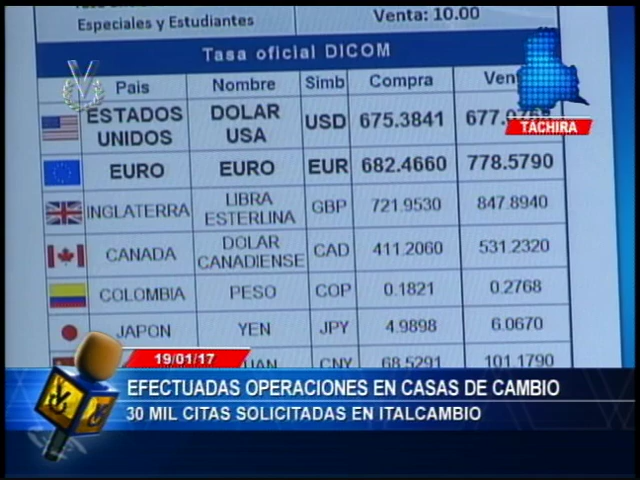 Especiales y Estudiantes
Venta: 10.00
Tasa oficial DICOM
Pais Nombre Simb Compra
ESTADOS UNIDOS DOLAR USA USD 675.3841
EURO EURO EUR 682.4660 778.5790
INGLATERRA LIBRA ESTERLINA GBP 721.9530 847.8940
CANADA DOLAR CANADIENSE CAD 411.2060 531.2320
COLOMBIA PESO COP 0.1821 0.2768
JAPON YEN JPY 4.9898 6.0670
CNY 68.5291 101.1790
TÁCHIRA
19/01/17
EFECTUADAS OPERACIONES EN CASAS DE CAMBIO
30 MIL CITAS SOLICITADAS EN ITALCAMBIO